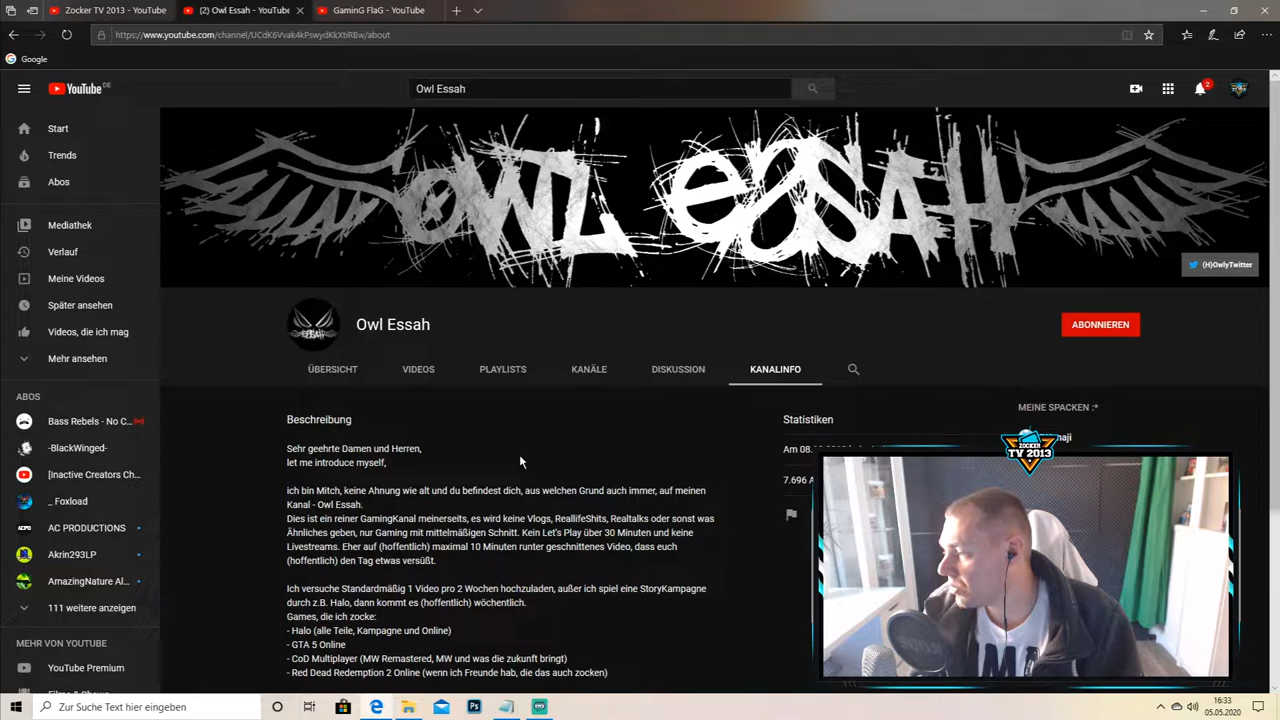 Zocker TV 2013 - YouTube
(2) Owl Essah - YouTube
GaminG FlaG - YouTube
https://www.youtube.com/channel/UCdK6Vvak4kPswydKkXtiRBw/about
Google
YouTube DE
Owl Essah
2
OWL ESSAH
(H)OwlyTwitter
Start
Trends
Abos
Mediathek
Verlauf
Meine Videos
Später ansehen
Videos, die ich mag
Mehr ansehen
ABOS
Bass Rebels - No C...
-BlackWinged-
[Inactive Creators Ch...
_ Foxload
AC PRODUCTIONS
Akrin293LP
AmazingNature Al...
111 weitere anzeigen
MEHR VON YOUTUBE
YouTube Premium
Owl Essah
ABONNIEREN
ÜBERSICHT
VIDEOS
PLAYLISTS
KANÄLE
DISKUSSION
KANALINFO
Beschreibung
Sehr geehrte Damen und Herren,
let me introduce myself,
ich bin Mitch, keine Ahnung wie alt und du befindest dich, aus welchen Grund auch immer, auf meinen
Kanal - Owl Essah.
Dies ist ein reiner GamingKanal meinerseits, es wird keine Vlogs, ReallifeShits, Realtalks oder sonst was
Ähnliches geben, nur Gaming mit mittelmäßigen Schnitt. Kein Let's Play über 30 Minuten und keine
Livestreams. Eher auf (hoffentlich) maximal 10 Minuten runter geschnittenes Video, dass euch
(hoffentlich) den Tag etwas versüßt.
Ich versuche Standardmäßig 1 Video pro 2 Wochen hochzuladen, außer ich spiel eine StoryKampagne
durch z.B. Halo, dann kommt es (hoffentlich) wöchentlich.
Games, die ich zocke:
- Halo (alle Teile, Kampagne und Online)
- GTA 5 Online
- CoD Multiplayer (MW Remastered, MW und was die zukunft bringt)
- Red Dead Redemption 2 Online (wenn ich Freunde hab, die das auch zocken)
Statistiken
Am 08.
7.696 A
MEINE SPACKEN :*
ZOCKER
TV 2013
Zur Suche Text hier eingeben
16:33
05.05.2020